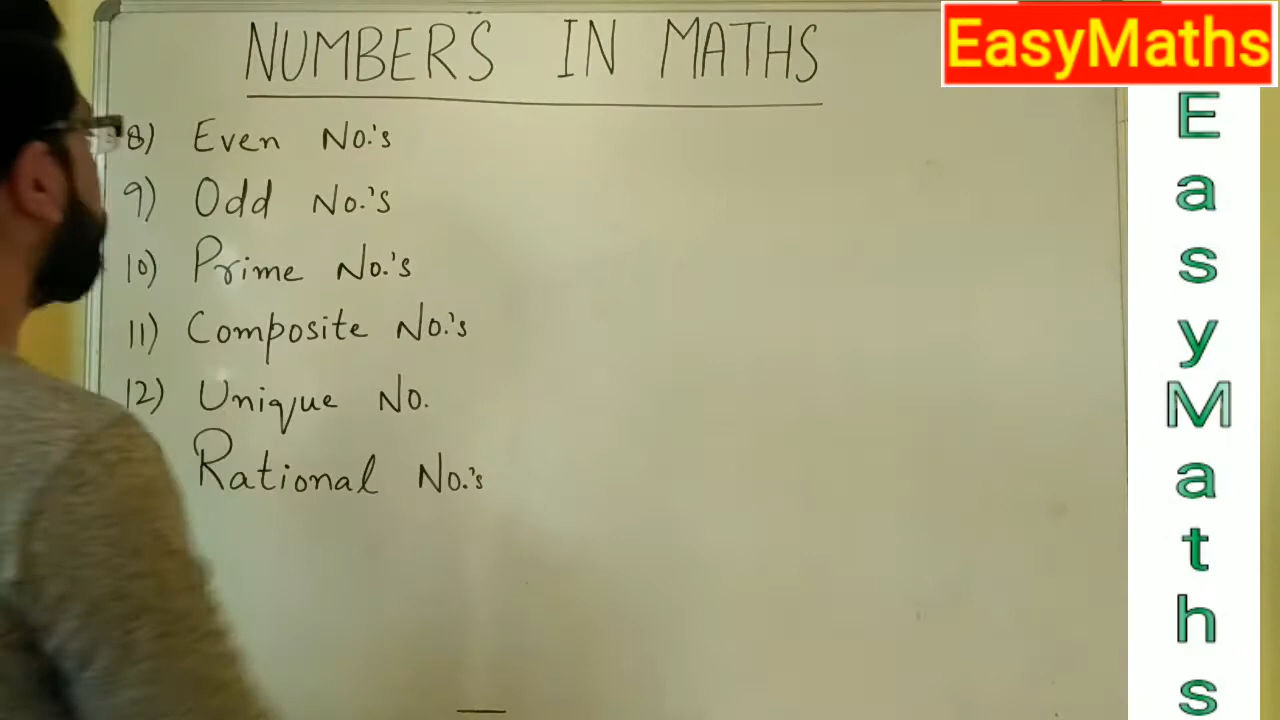 NUMBERS IN MATHS
8) Even No.'s
9) Odd No.'s
10) Prime No.'s
11) Composite No.'s
12) Unique No.
Rational No.'s
EasyMaths
EasyMaths